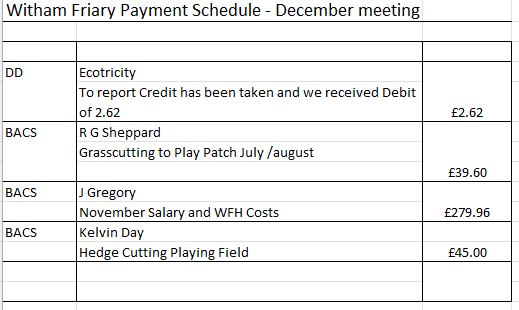 Witham Friary Payment Schedule - December meeting
DD Ecotricity
To report Credit has been taken and we received Debit
of 2.62 £2.62
BACS R G Sheppard
Grasscutting to Play Patch July /august
£39.60
BACS J Gregory
November Salary and WFH Costs £279.96
BACS Kelvin Day
Hedge Cutting Playing Field £45.00